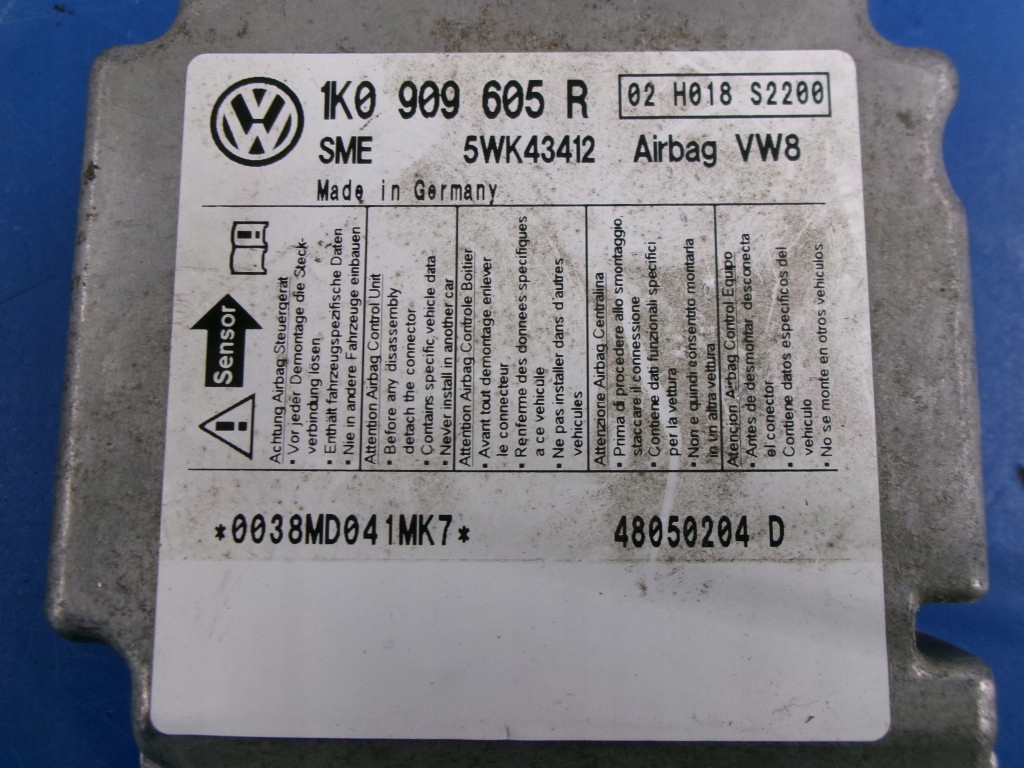 1K0 909 605 R
02 H018 S2200
SME 5WK43412 Airbag VW8
Made in Germany
Sensor
Achtung Airbag Steuergerät
• Vor jeder Demontage die Steck-
verbindung lösen
• Enthält fahrzeugspezifische Daten
• Nie in andere Fahrzeuge einbauen
Attention Airbag Control Unit
• Before any disassembly
detach the connector
• Contains specific vehicle data
• Never install in another car
Attention Airbag Controle Boitier
• Avant tout demontage enlever
le connecteur
• Renferme des donnees specifiques
a ce vehicule
• Ne pas installer dans d'autres
vehicules
Attenzione Airbag Centralina
• Prima di procedere allo smontaggio
staccare il connessione
• Contiene dati funzionali specifici
per la vettura
• Non e quindi consentito montarla
in un altra vettura
Atencion Airbag Control Equipo
• Antes de desmontar, desconecta
el conector
• Contiene datos especificos del
vehiculo
• No se monte en otros vehiculos
*0038MD041MK7* 48050204 D